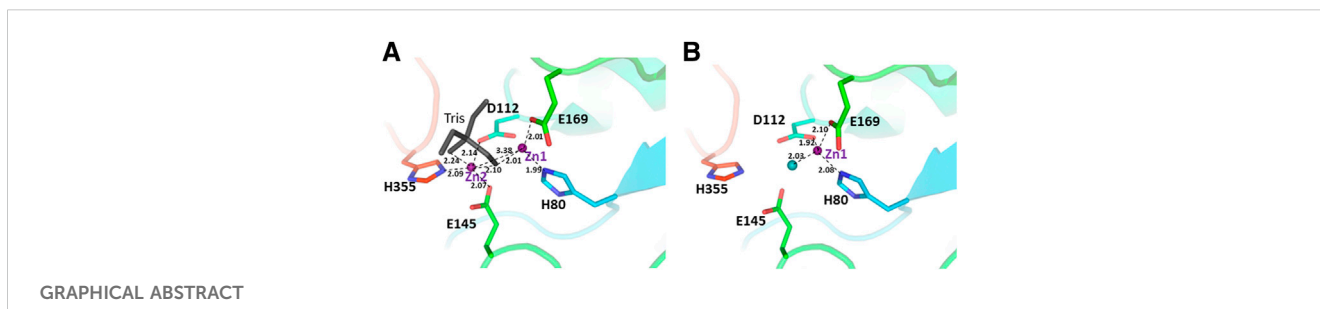 A
B
Tris
D112
E169
2.01
Zn1
3.38
2.01
2.14
2.24
2.09
Zn2
2.10
2.07
1.99
H355
H80
E145
D112
E169
2.10
1.92
Zn1
2.03
2.08
H355
H80
E145
GRAPHICAL ABSTRACT